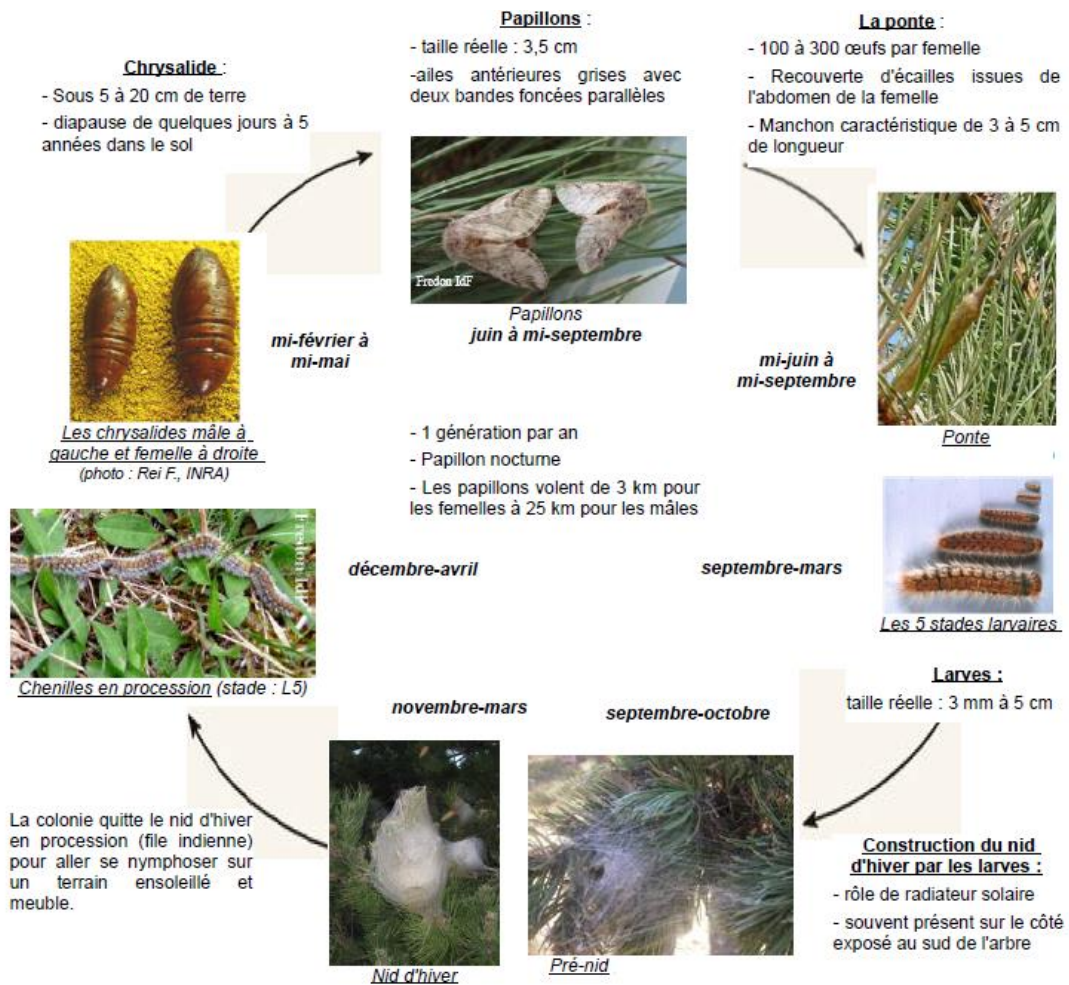 Papillons :
- taille réelle : 3,5 cm
-ailes antérieures grises avec
deux bandes foncées parallèles
La ponte :
- 100 à 300 œufs par femelle
- Recouverte d'écailles issues de
l'abdomen de la femelle
- Manchon caractéristique de 3 à 5 cm
de longueur
Chrysalide :
- Sous 5 à 20 cm de terre
- diapause de quelques jours à 5
années dans le sol
Fredon IdF
Papillons
juin à mi-septembre
mi-février à
mi-mai
mi-juin à
mi-septembre
Les chrysalides mâle à
gauche et femelle à droite
(photo : Rei F., INRA)
Ponte
- 1 génération par an
- Papillon nocturne
- Les papillons volent de 3 km pour
les femelles à 25 km pour les mâles
Fredon IdF
décembre-avril
septembre-mars
Les 5 stades larvaires
Chenilles en procession (stade : L5)
Larves :
taille réelle : 3 mm à 5 cm
novembre-mars
septembre-octobre
La colonie quitte le nid d'hiver
en procession (file indienne)
pour aller se nymphoser sur
un terrain ensoleillé et
meuble.
Construction du nid
d'hiver par les larves :
- rôle de radiateur solaire
- souvent présent sur le côté
exposé au sud de l'arbre
Nid d'hiver
Pré-nid